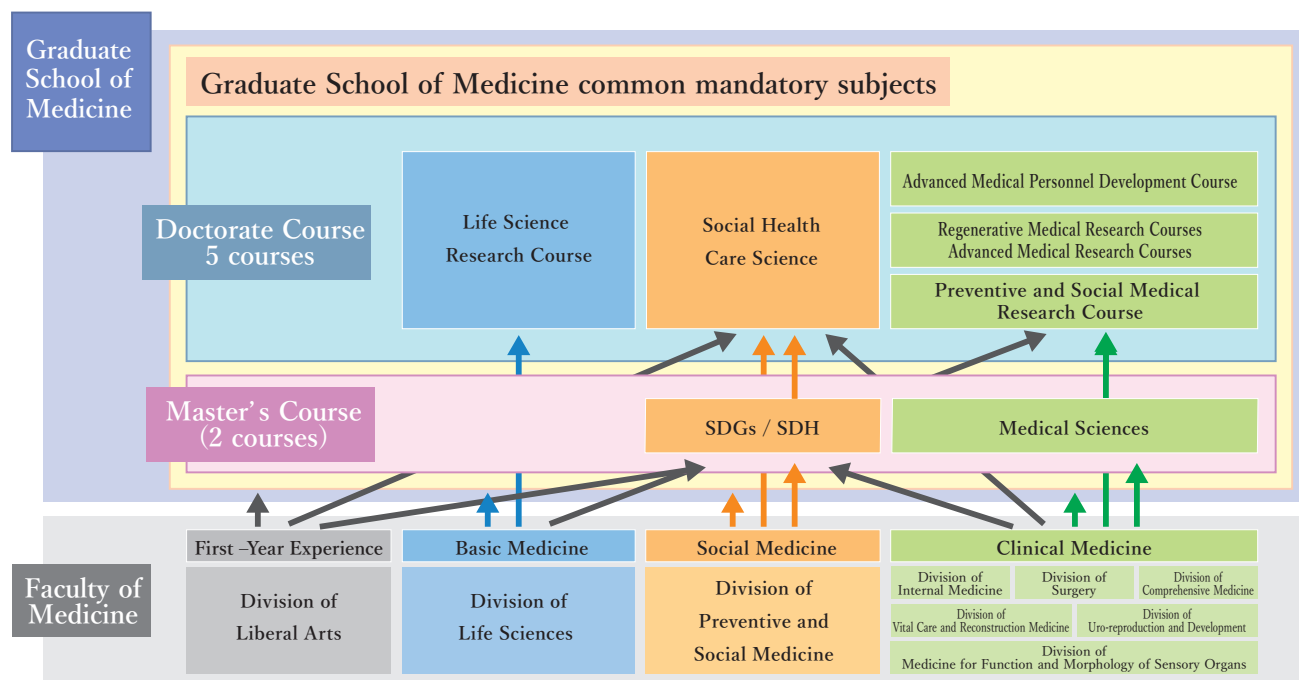 Graduate
School of
Medicine
Graduate School of Medicine common mandatory subjects
Doctorate Course
5 courses
Life Science
Research Course
Social Health
Care Science
Advanced Medical Personnel Development Course
Regenerative Medical Research Courses
Advanced Medical Research Courses
Preventive and Social Medical
Research Course
Master's Course
(2 courses)
SDGs / SDH
Medical Sciences
Faculty of
Medicine
First –Year Experience
Division of
Liberal Arts
Basic Medicine
Division of
Life Sciences
Social Medicine
Division of
Preventive and
Social Medicine
Clinical Medicine
Division of
Internal Medicine
Division of
Surgery
Division of
Comprehensive Medicine
Division of
Vital Care and Reconstruction Medicine
Division of
Uro-reproduction and Development
Division of
Medicine for Function and Morphology of Sensory Organs